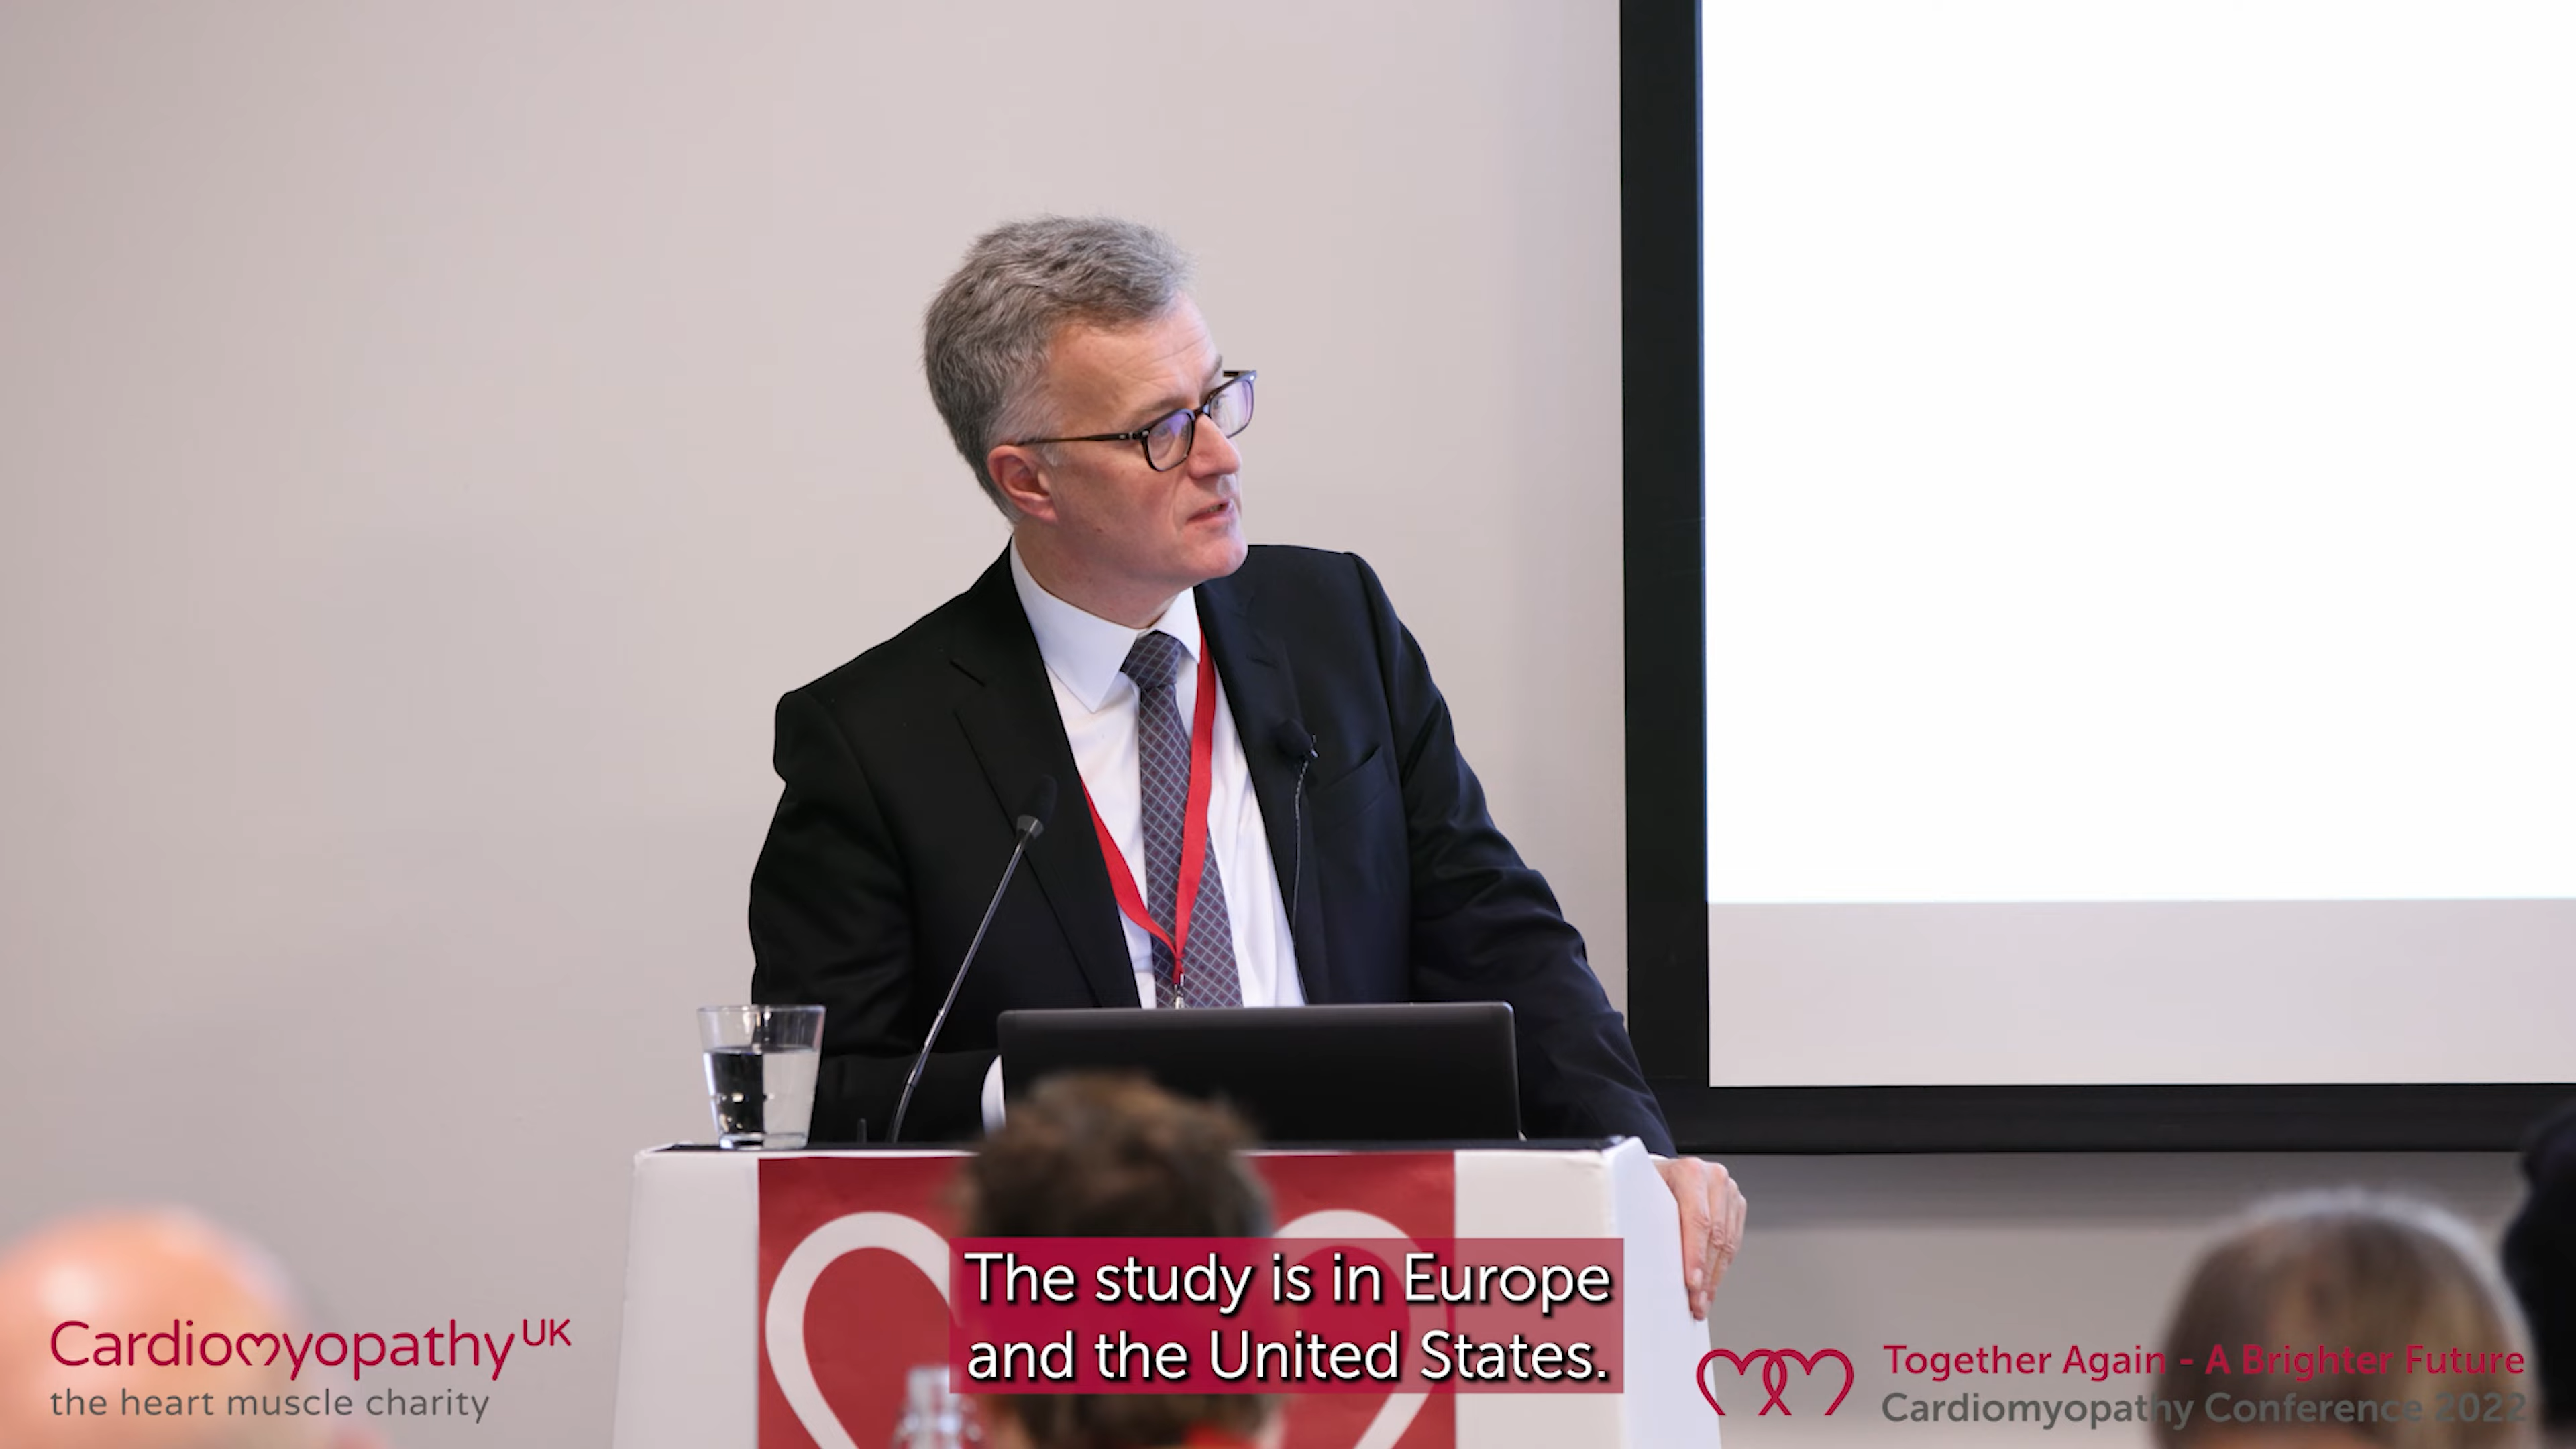 The study is in Europe
and the United States.
Cardiomyopathy UK
the heart muscle charity
Together Again - A Brighter Future
Cardiomyopathy Conference 2022